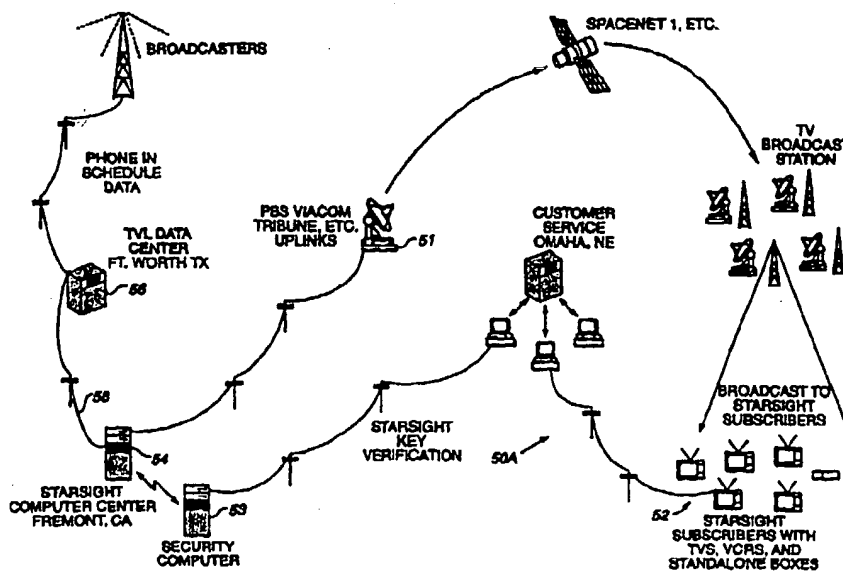 BROADCASTERS
SPACENET 1, ETC.
PHONE IN
SCHEDULE
DATA
TV
BROADCAST
STATION
TVL DATA
CENTER
FT. WORTH TX
56
PBS VIACOM
TRIBUNE, ETC.
UPLINKS
51
CUSTOMER
SERVICE
OMAHA, NE
58
54
STARSIGHT
COMPUTER CENTER
FREMONT, CA
53
SECURITY
COMPUTER
STARSIGHT
KEY
VERIFICATION
50A
BROADCAST TO
STARSIGHT
SUBSCRIBERS
52
STARSIGHT
SUBSCRIBERS WITH
TVS, VCRS, AND
STANDALONE BOXES